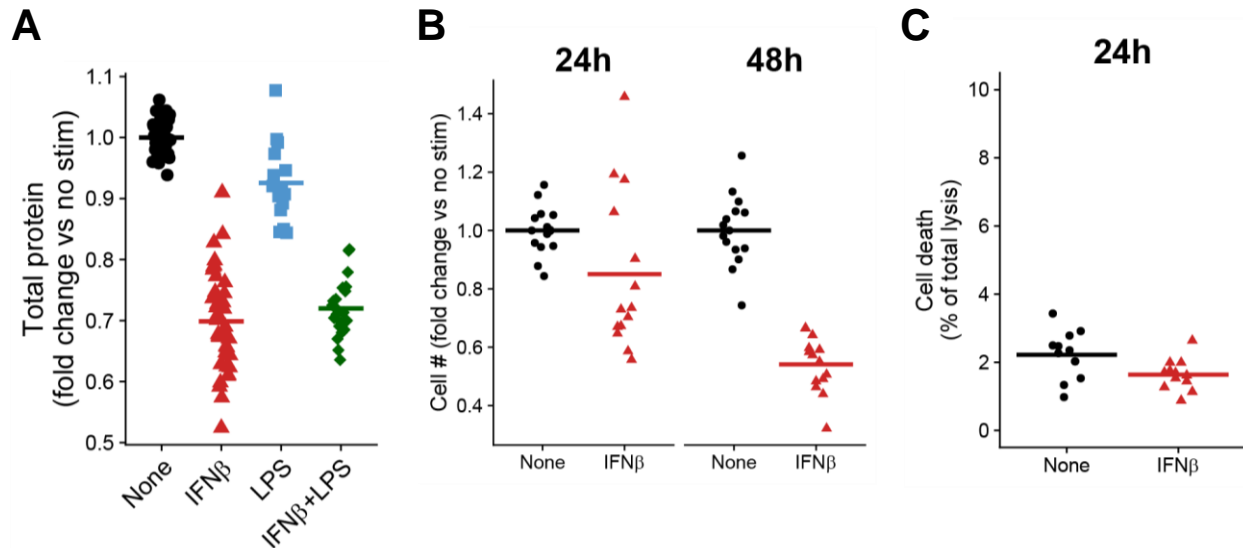 A
Total protein
(fold change vs no stim)
1.1
1.0
0.9
0.8
0.7
0.6
0.5
None
IFNβ
LPS
IFNβ+LPS
B
24h
48h
Cell # (fold change vs no stim)
1.4
1.2
1.0
0.8
0.6
0.4
None
IFNβ
None
IFNβ
C
24h
Cell death
(% of total lysis)
10
8
6
4
2
0
None
IFNβ